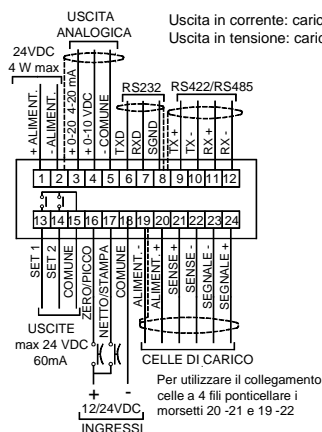 USCITA
ANALOGICA
Uscita in corrente: caric
Uscita in tensione: caric
24VDC
4 W max
RS232
RS422/RS485
+ ALIMENT.
- ALIMENT.
+ 0-20 4-20 mA
+ 0-10 VDC
- COMUNE
TXD
RXD
SGND
TX +
TX -
RX +
RX -
1 2 3 4 5 6 7 8 9 10 11 12
13 14 15 16 17 18 19 20 21 22 23 24
SET 1
SET 2
COMUNE
ZERO/PICCO
NETTO/STAMPA
COMUNE
ALIMENT. -
ALIMENT. +
SENSE +
SENSE -
SEGNALE -
SEGNALE +
USCITE
max 24 VDC
60mA
CELLE DI CARICO
+ -
12/24VDC
INGRESSI
Per utilizzare il collegamento
celle a 4 fili ponticellare i
morsetti 20 -21 e 19 -22